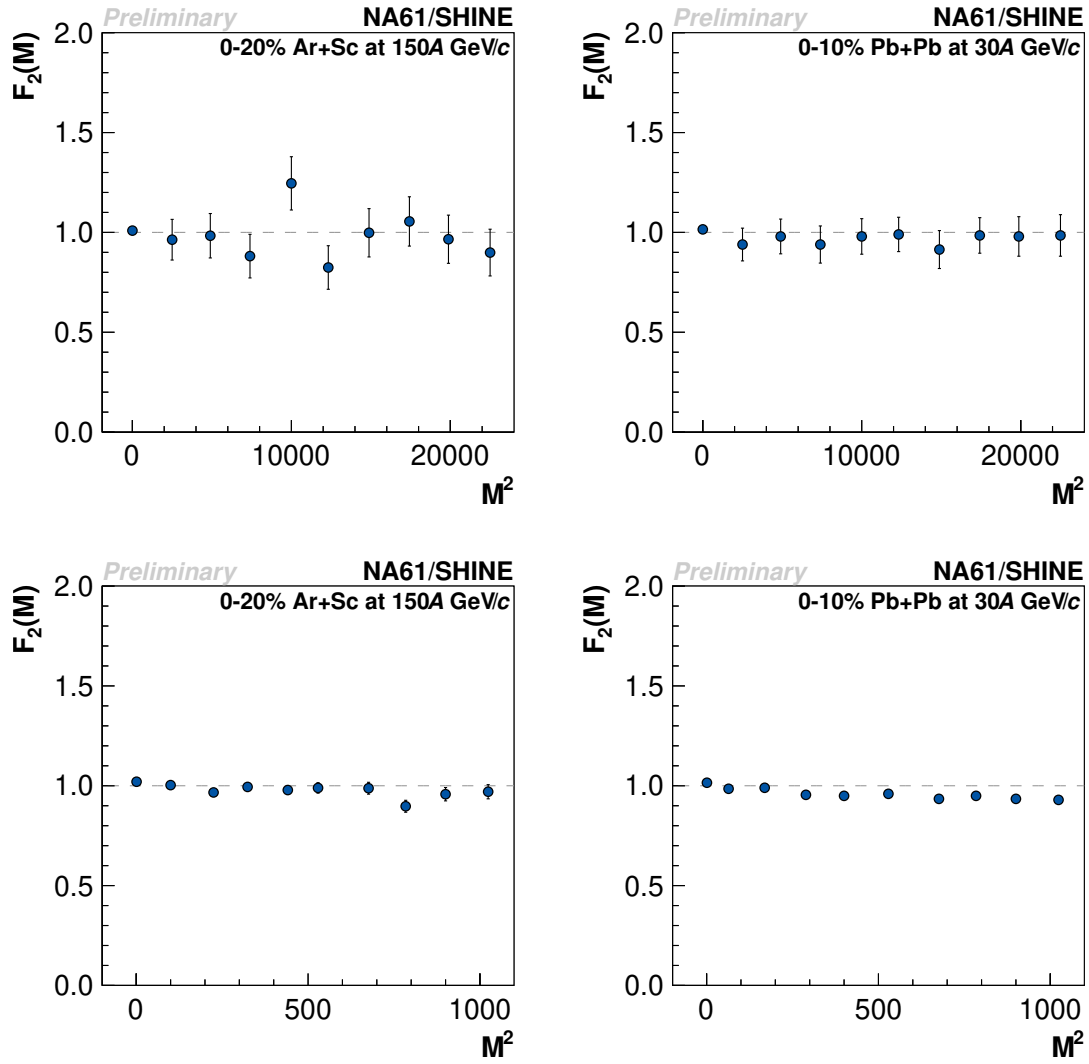 Preliminary NA61/SHINE
0-20% Ar+Sc at 150A GeV/c
F₂(M)
2.0
1.5
1.0
0.5
0.0
0 10000 20000
M²
Preliminary NA61/SHINE
0-10% Pb+Pb at 30A GeV/c
F₂(M)
2.0
1.5
1.0
0.5
0.0
0 10000 20000
M²
Preliminary NA61/SHINE
0-20% Ar+Sc at 150A GeV/c
F₂(M)
2.0
1.5
1.0
0.5
0.0
0 500 1000
M²
Preliminary NA61/SHINE
0-10% Pb+Pb at 30A GeV/c
F₂(M)
2.0
1.5
1.0
0.5
0.0
0 500 1000
M²